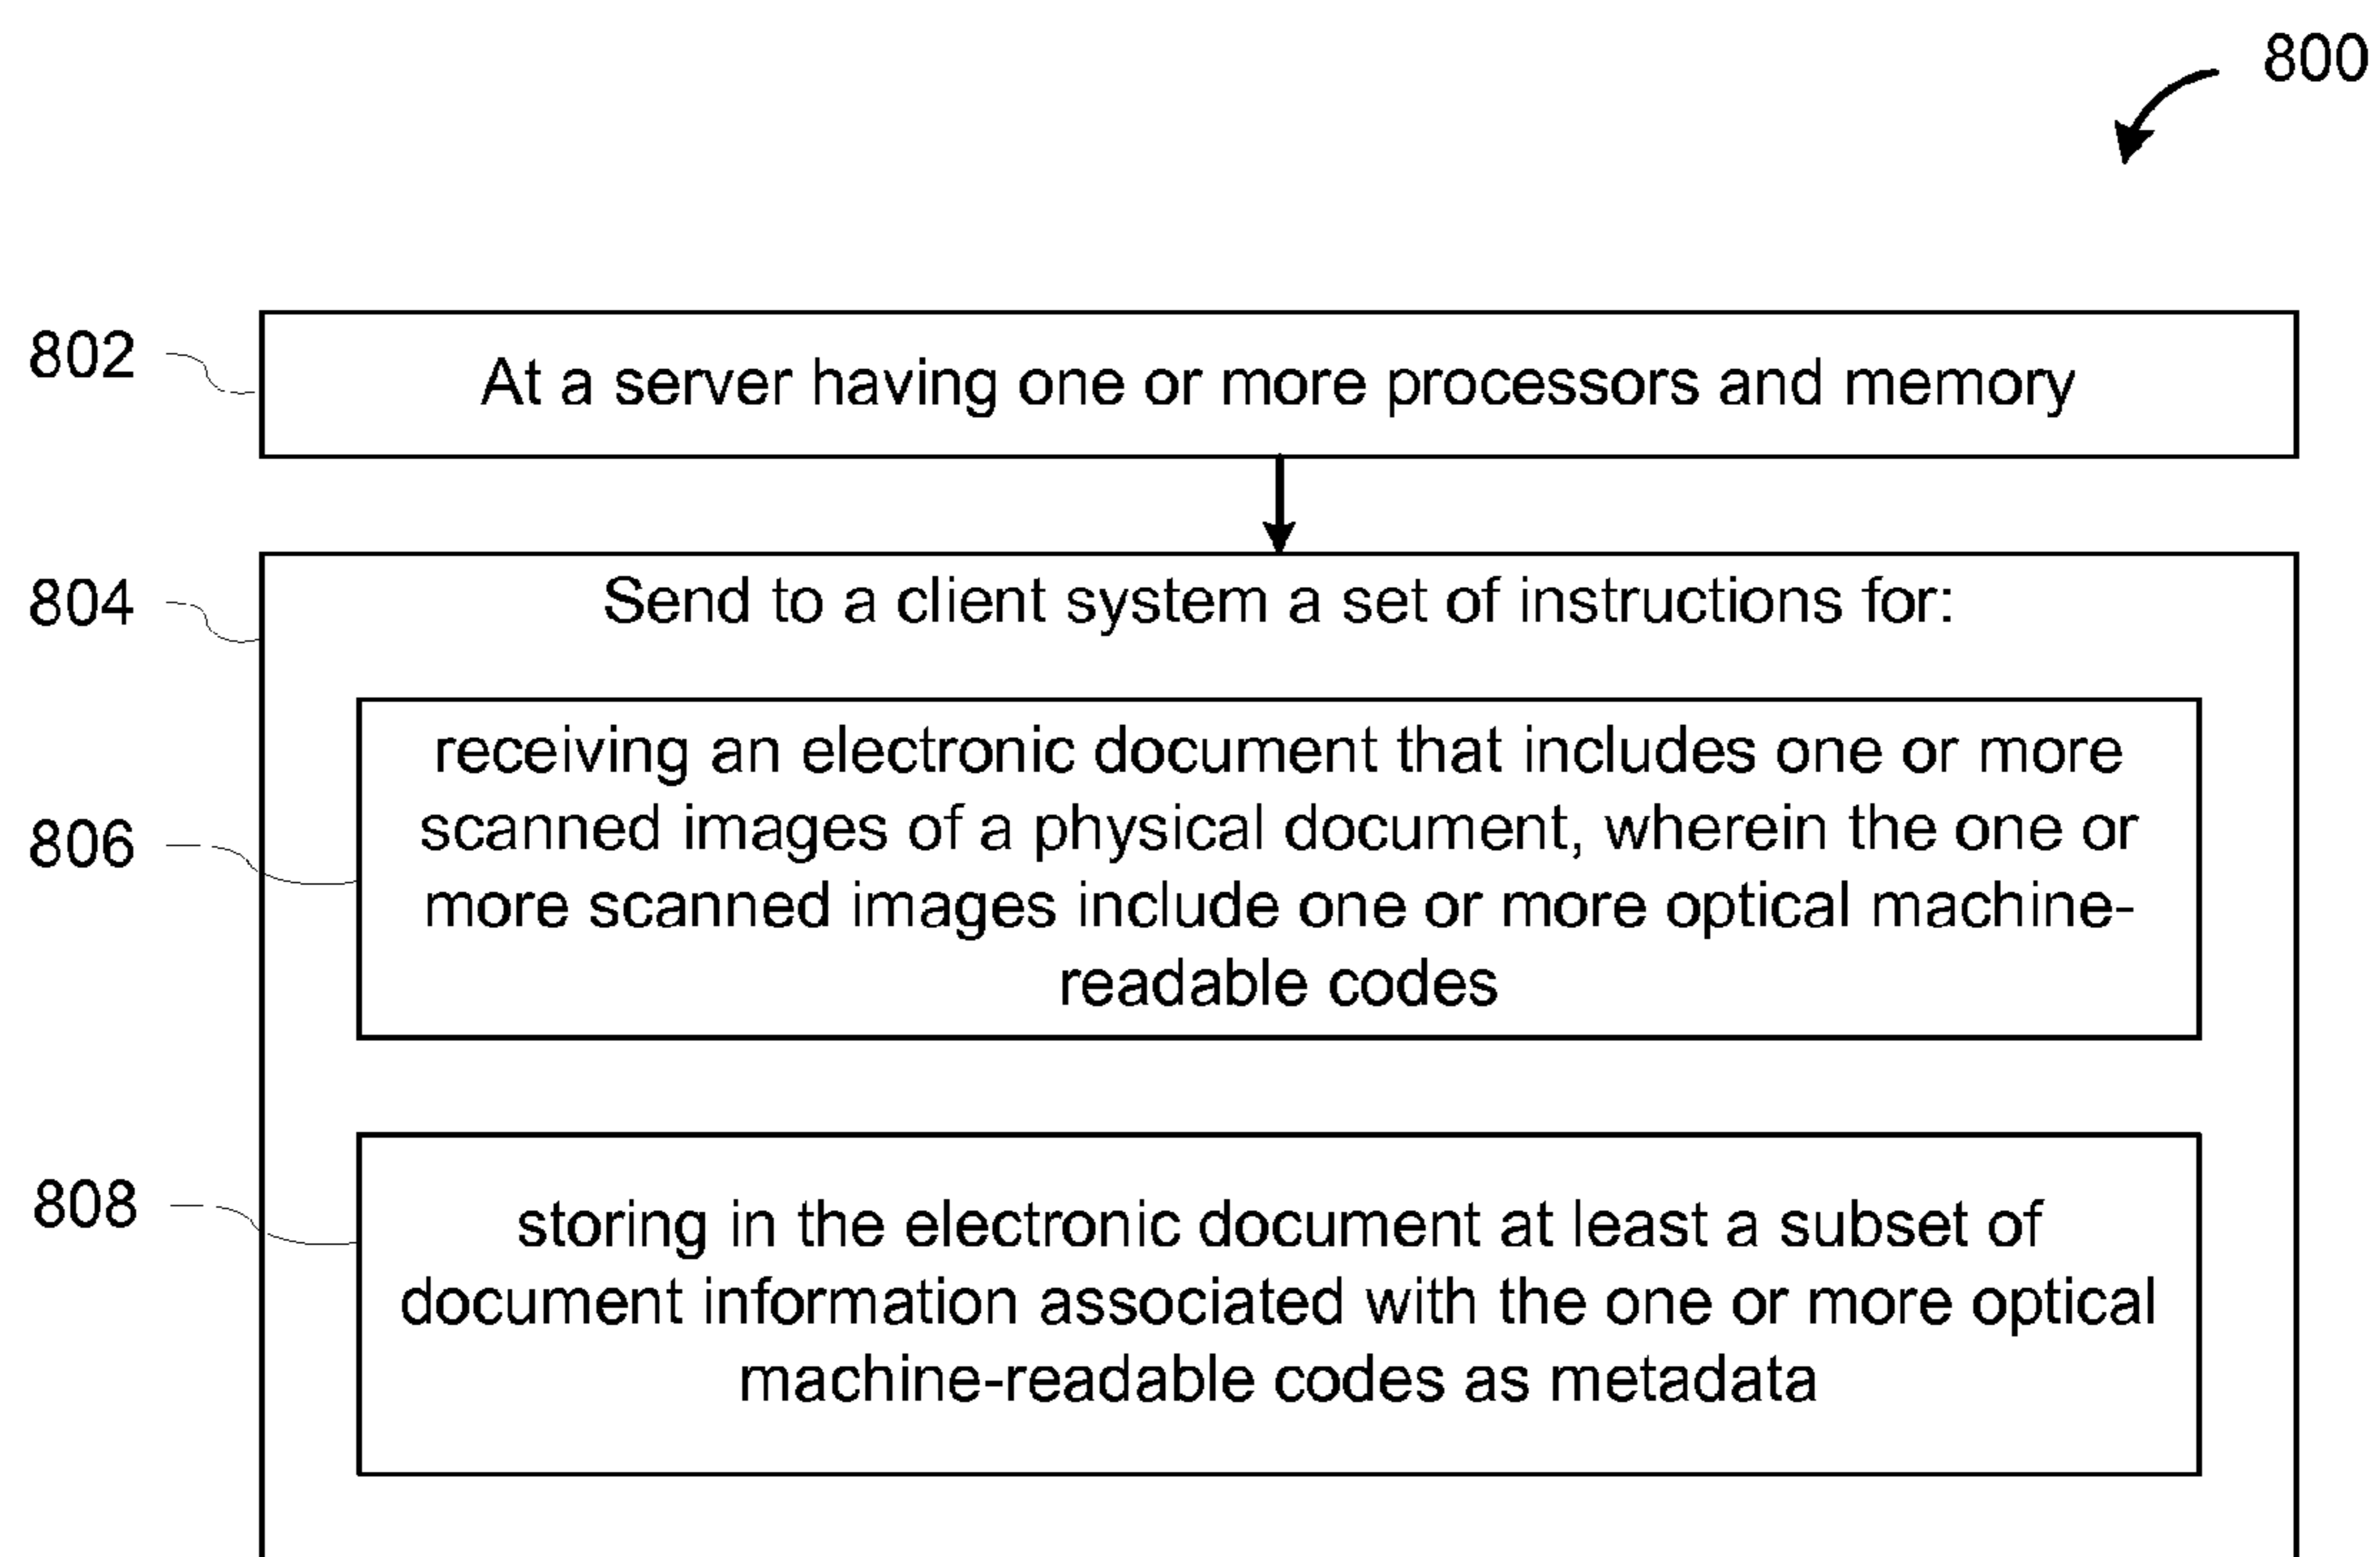 800
802
At a server having one or more processors and memory
804
Send to a client system a set of instructions for:
806
receiving an electronic document that includes one or more
scanned images of a physical document, wherein the one or
more scanned images include one or more optical machine-
readable codes
808
storing in the electronic document at least a subset of
document information associated with the one or more optical
machine-readable codes as metadata